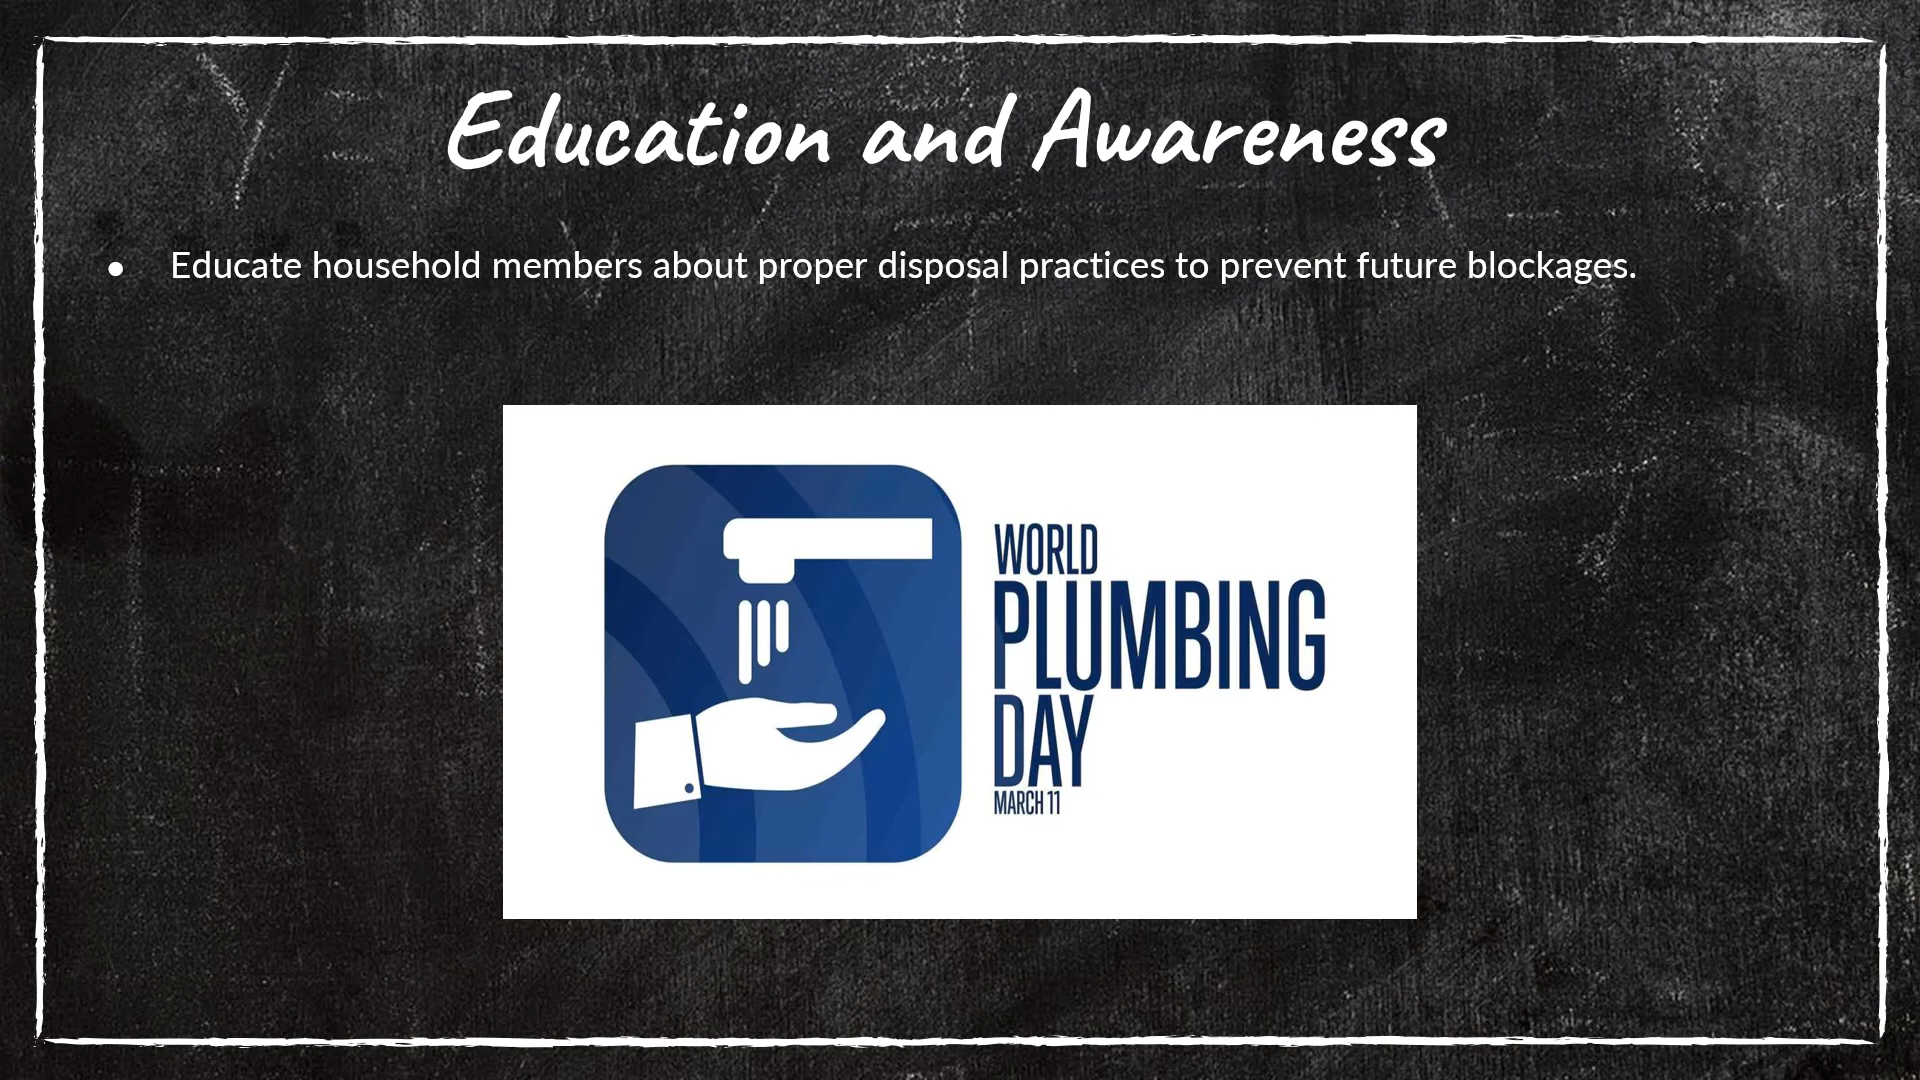 Education and Awareness
● Educate household members about proper disposal practices to prevent future blockages.
WORLD
PLUMBING
DAY
MARCH 11